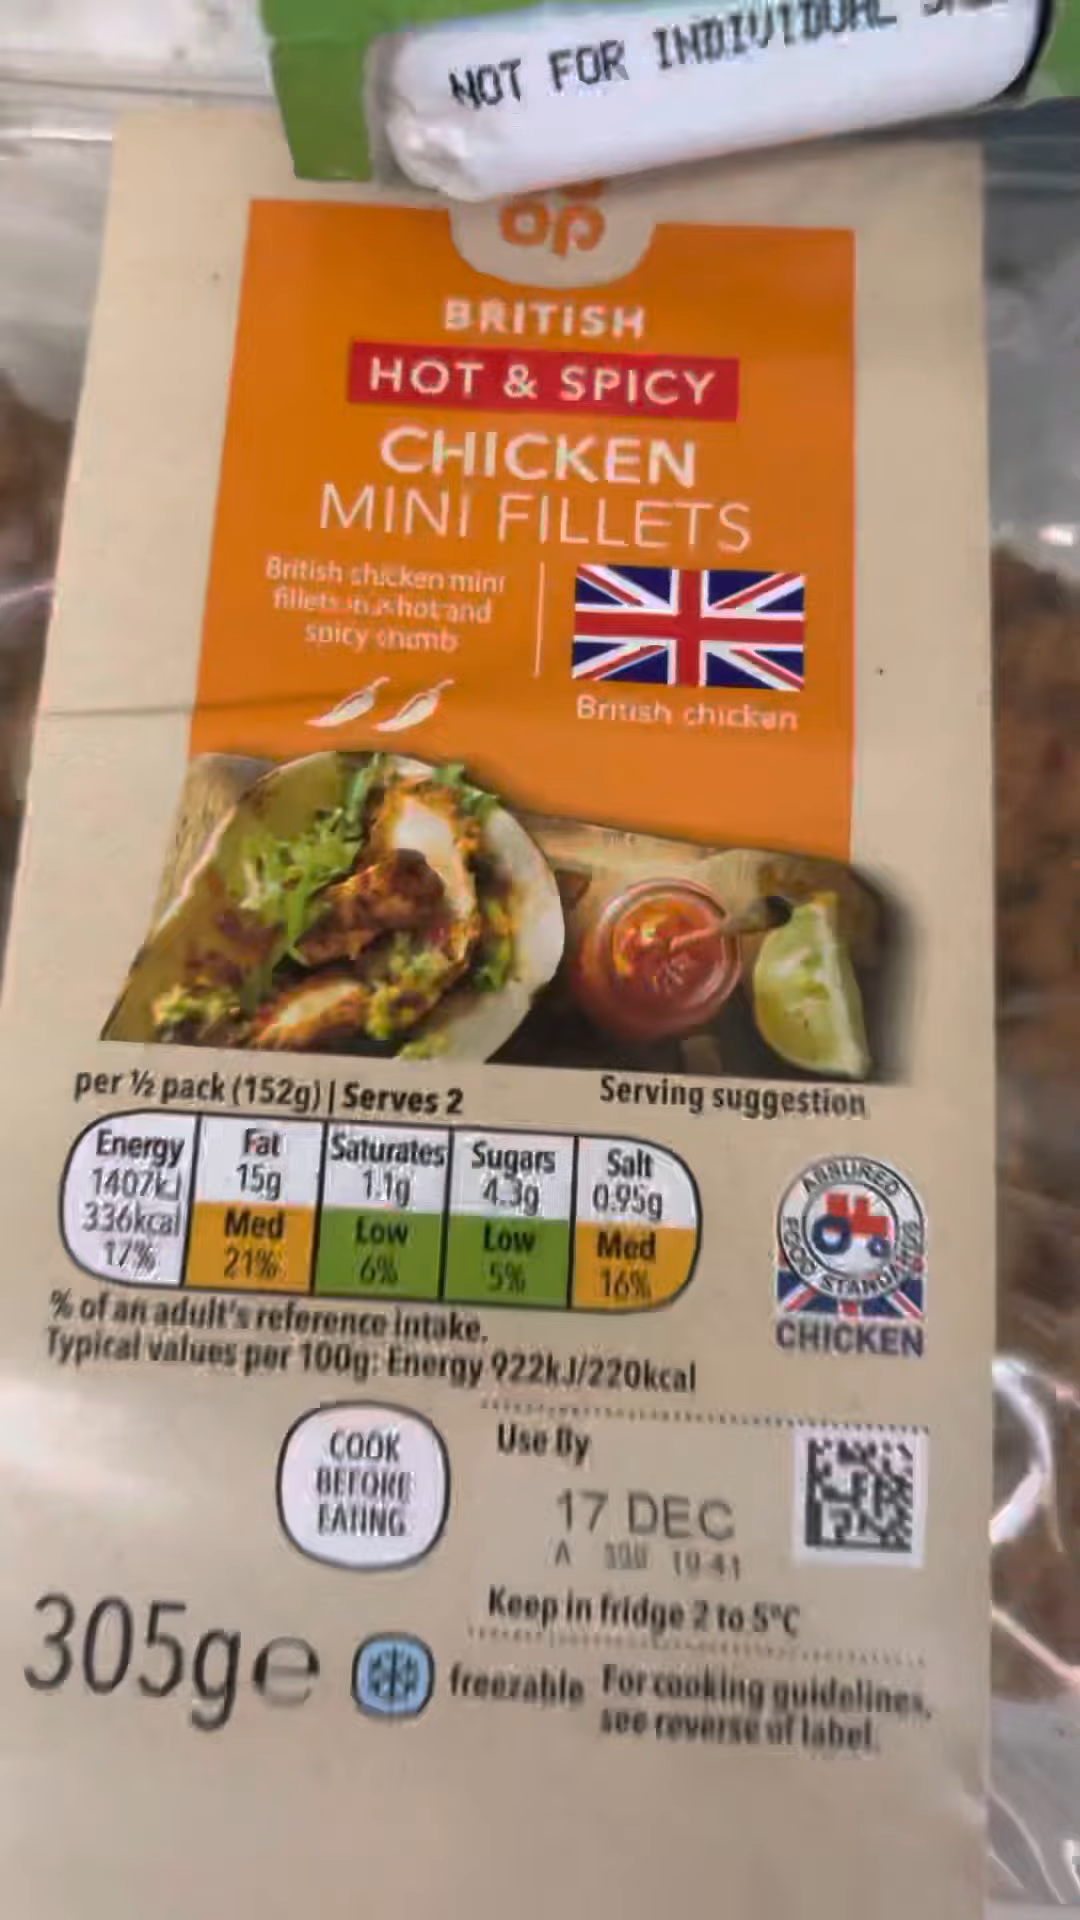 NOT FOR INDIVIDUAL
op
BRITISH
HOT & SPICY
CHICKEN
MINI FILLETS
British chicken mini
fillets in a hot and
spicy crumb
British chicken
per ½ pack (152g) | Serves 2
Serving suggestion
Energy Fat Saturates Sugars Salt
1407kJ 15g 1.1g 4.3g 0.95g
336kcal Med Low Low Med
17% 21% 6% 5% 16%
% of an adult's reference intake.
Typical values per 100g: Energy 922kJ/220kcal
ASSURED
FOOD STANDARDS
CHICKEN
COOK
BEFORE
EATING
Use By
17 DEC
A 19:41
Keep in fridge 2 to 5°C
305g e
freezable
For cooking guidelines,
see reverse of label.